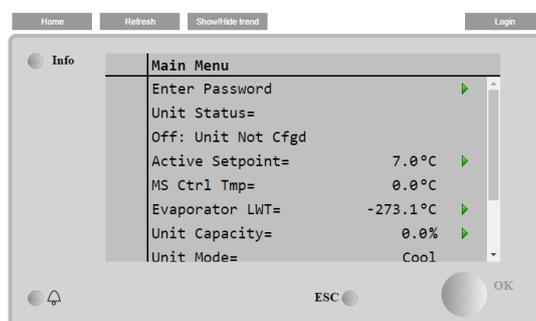 Home Refresh Show/Hide trend Login
Info
Main Menu
Enter Password
Unit Status=
Off: Unit Not Cfgd
Active Setpoint= 7.0°C
MS Ctrl Tmp= 0.0°C
Evaporator LWT= -273.1°C
Unit Capacity= 0.0%
Unit Mode= Cool
ESC OK